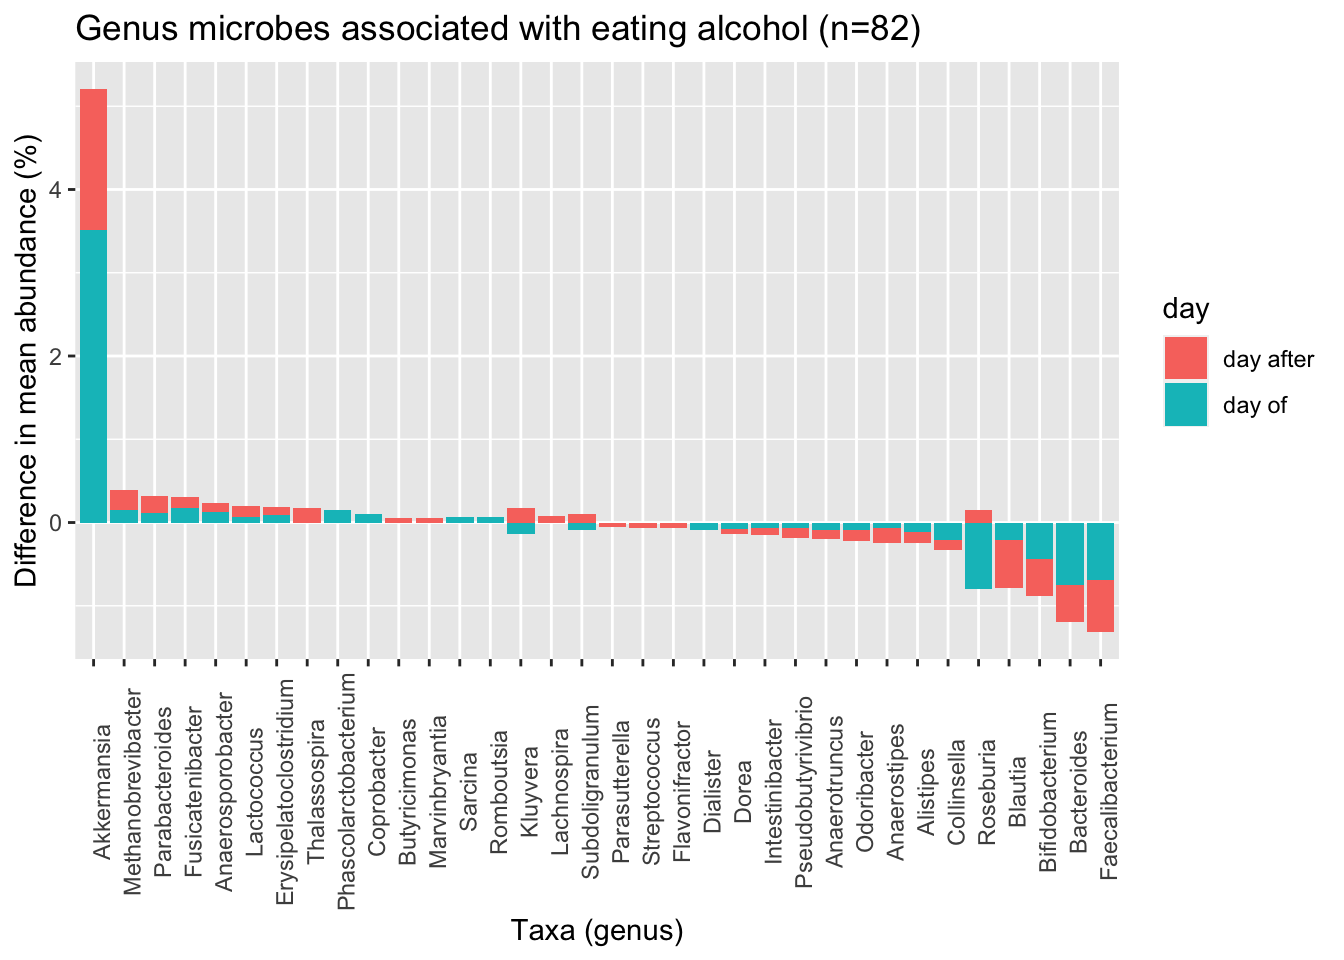 Genus microbes associated with eating alcohol (n=82)
Difference in mean abundance (%)
4
2
0
Akkermansia
Methanobrevibacter
Parabacteroides
Fusicatenibacter
Anaerosporobacter
Lactococcus
Erysipelatoclostridium
Thalassospira
Phascolarctobacterium
Coprobacter
Butyricimonas
Marvinbryantia
Sarcina
Romboutsia
Kluyvera
Lachnospira
Subdoligranulum
Parasutterella
Streptococcus
Flavonifractor
Dialister
Dorea
Intestinibacter
Pseudobutyrivibrio
Anaerotruncus
Odoribacter
Anaerostipes
Alistipes
Collinsella
Roseburia
Blautia
Bifidobacterium
Bacteroides
Faecalibacterium
Taxa (genus)
day
day after
day of